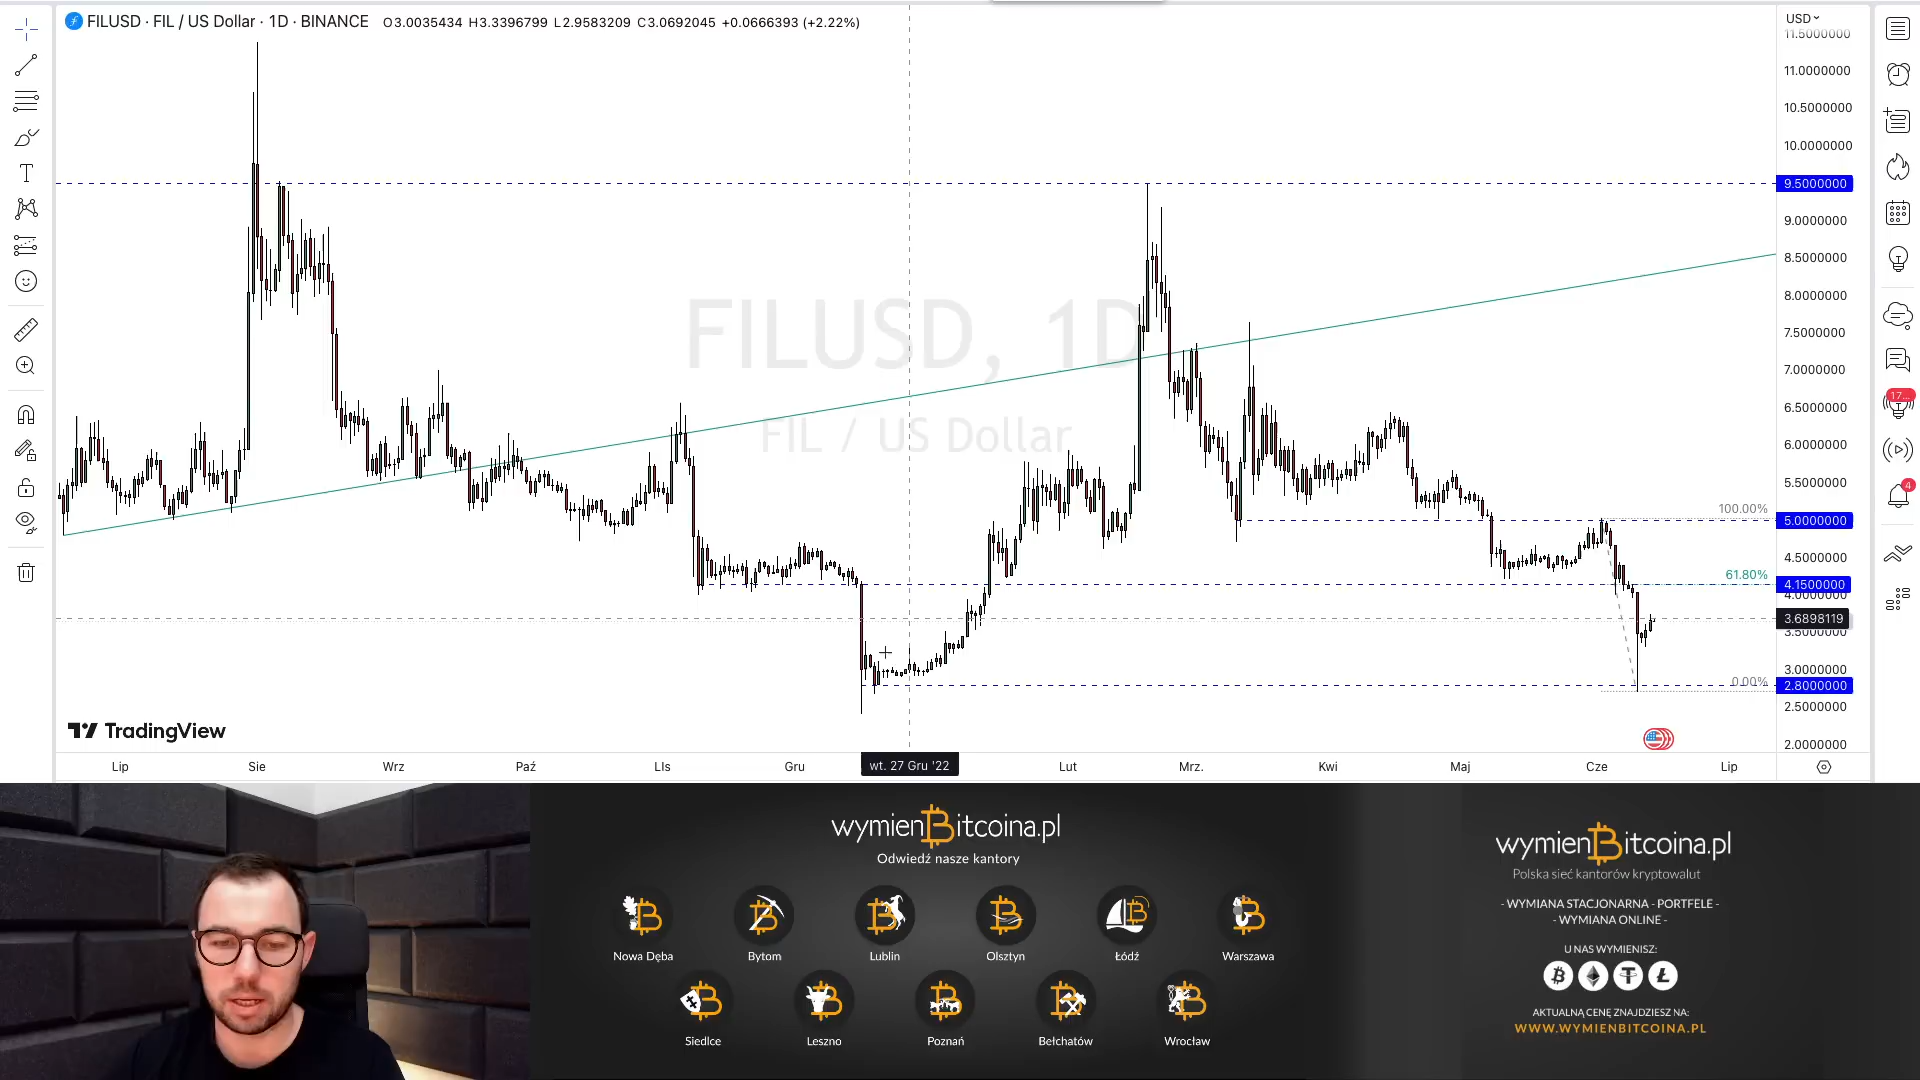 FILUSD · FIL / US Dollar · 1D · BINANCE O3.0035434 H3.3396799 L2.9583209 C3.0692045 +0.0666393 (+2.22%)
USD
11.5000000
11.0000000
10.5000000
10.0000000
9.5000000
9.0000000
8.5000000
8.0000000
7.5000000
7.0000000
6.5000000
6.0000000
5.5000000
5.0000000
4.5000000
4.1500000
4.0000000
3.6898119
3.5000000
3.0000000
2.8000000
2.5000000
2.0000000
FILUSD, 1D
FIL / US Dollar
100.00%
61.80%
0.00%
17...
4
TradingView
Lip Sie Wrz Paź LIs Gru wt. 27 Gru '22 Lut Mrz. Kwi Maj Cze Lip
wymienBitcoina.pl
Odwiedź nasze kantory
Nowa Dęba Bytom Lublin Olsztyn Łódź Warszawa
Siedlce Leszno Poznań Bełchatów Wrocław
wymienBitcoina.pl
Polska sieć kantorów kryptowalut
- WYMIANA STACJONARNA - PORTFELE -
- WYMIANA ONLINE -
U NAS WYMIENISZ:
AKTUALNĄ CENĘ ZNAJDZIESZ NA:
WWW.WYMIENBITCOINA.PL